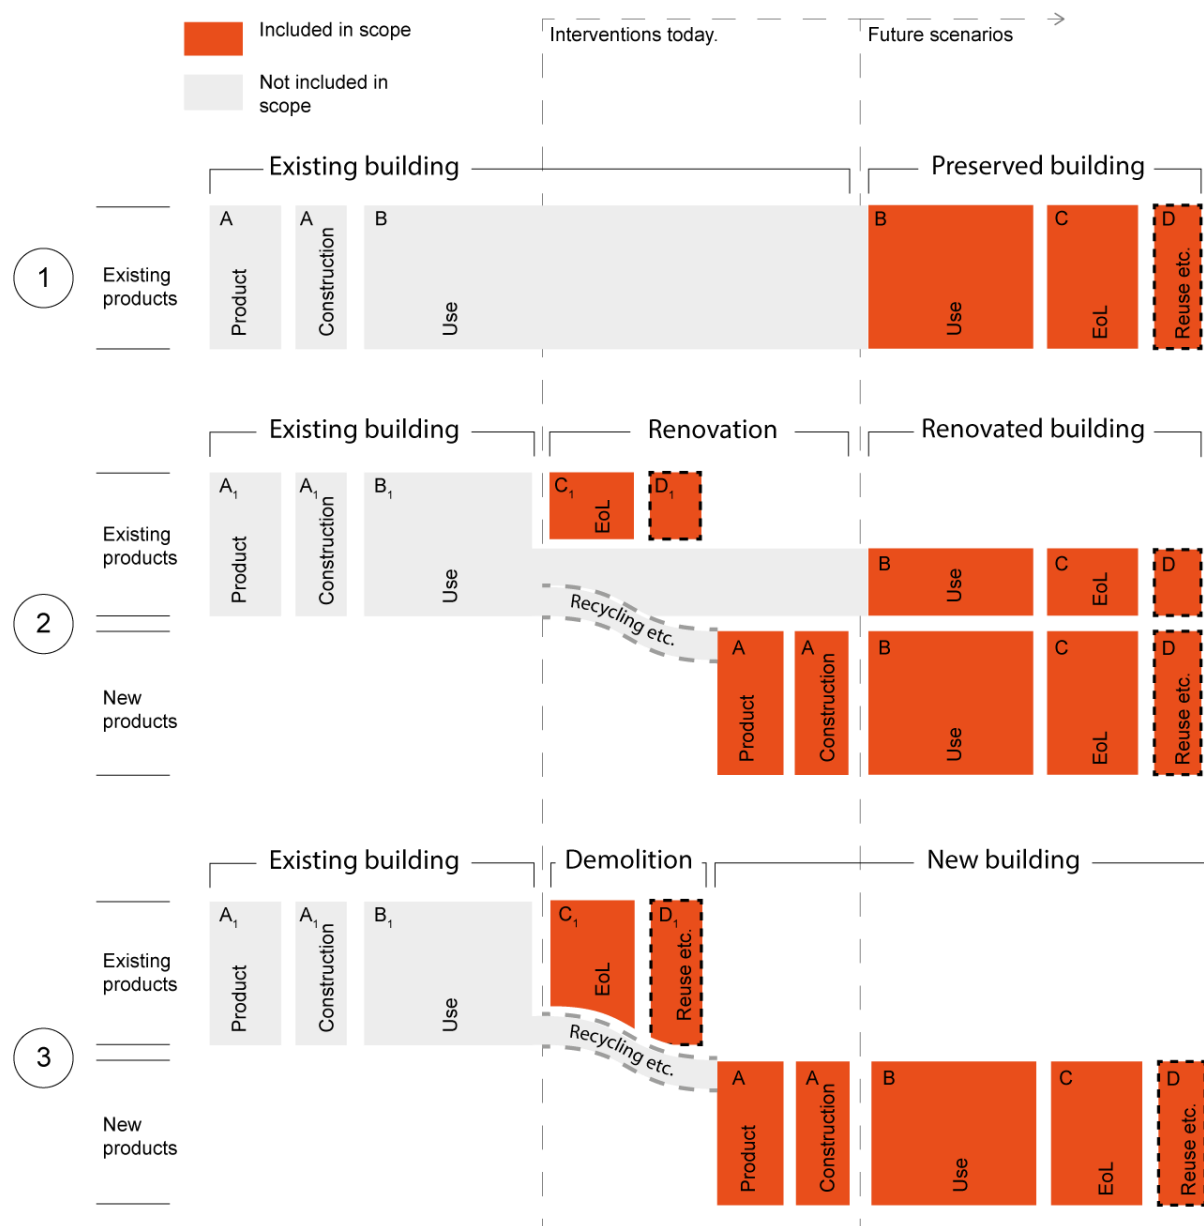 Included in scope
Interventions today.
Future scenarios
Not included in
scope
Existing building
Preserved building
1
Existing
products
A
Product
A
Construction
B
Use
B
Use
C
EoL
D
Reuse etc.
Existing building
Renovation
Renovated building
2
Existing
products
A1
Product
A1
Construction
B1
Use
C1
EoL
D1
B
Use
C
EoL
D
Recycling etc.
New
products
A
Product
A
Construction
B
Use
C
EoL
D
Reuse etc.
Existing building
Demolition
New building
3
Existing
products
A1
Product
A1
Construction
B1
Use
C1
EoL
D1
Reuse etc.
Recycling etc.
New
products
A
Product
A
Construction
B
Use
C
EoL
D
Reuse etc.